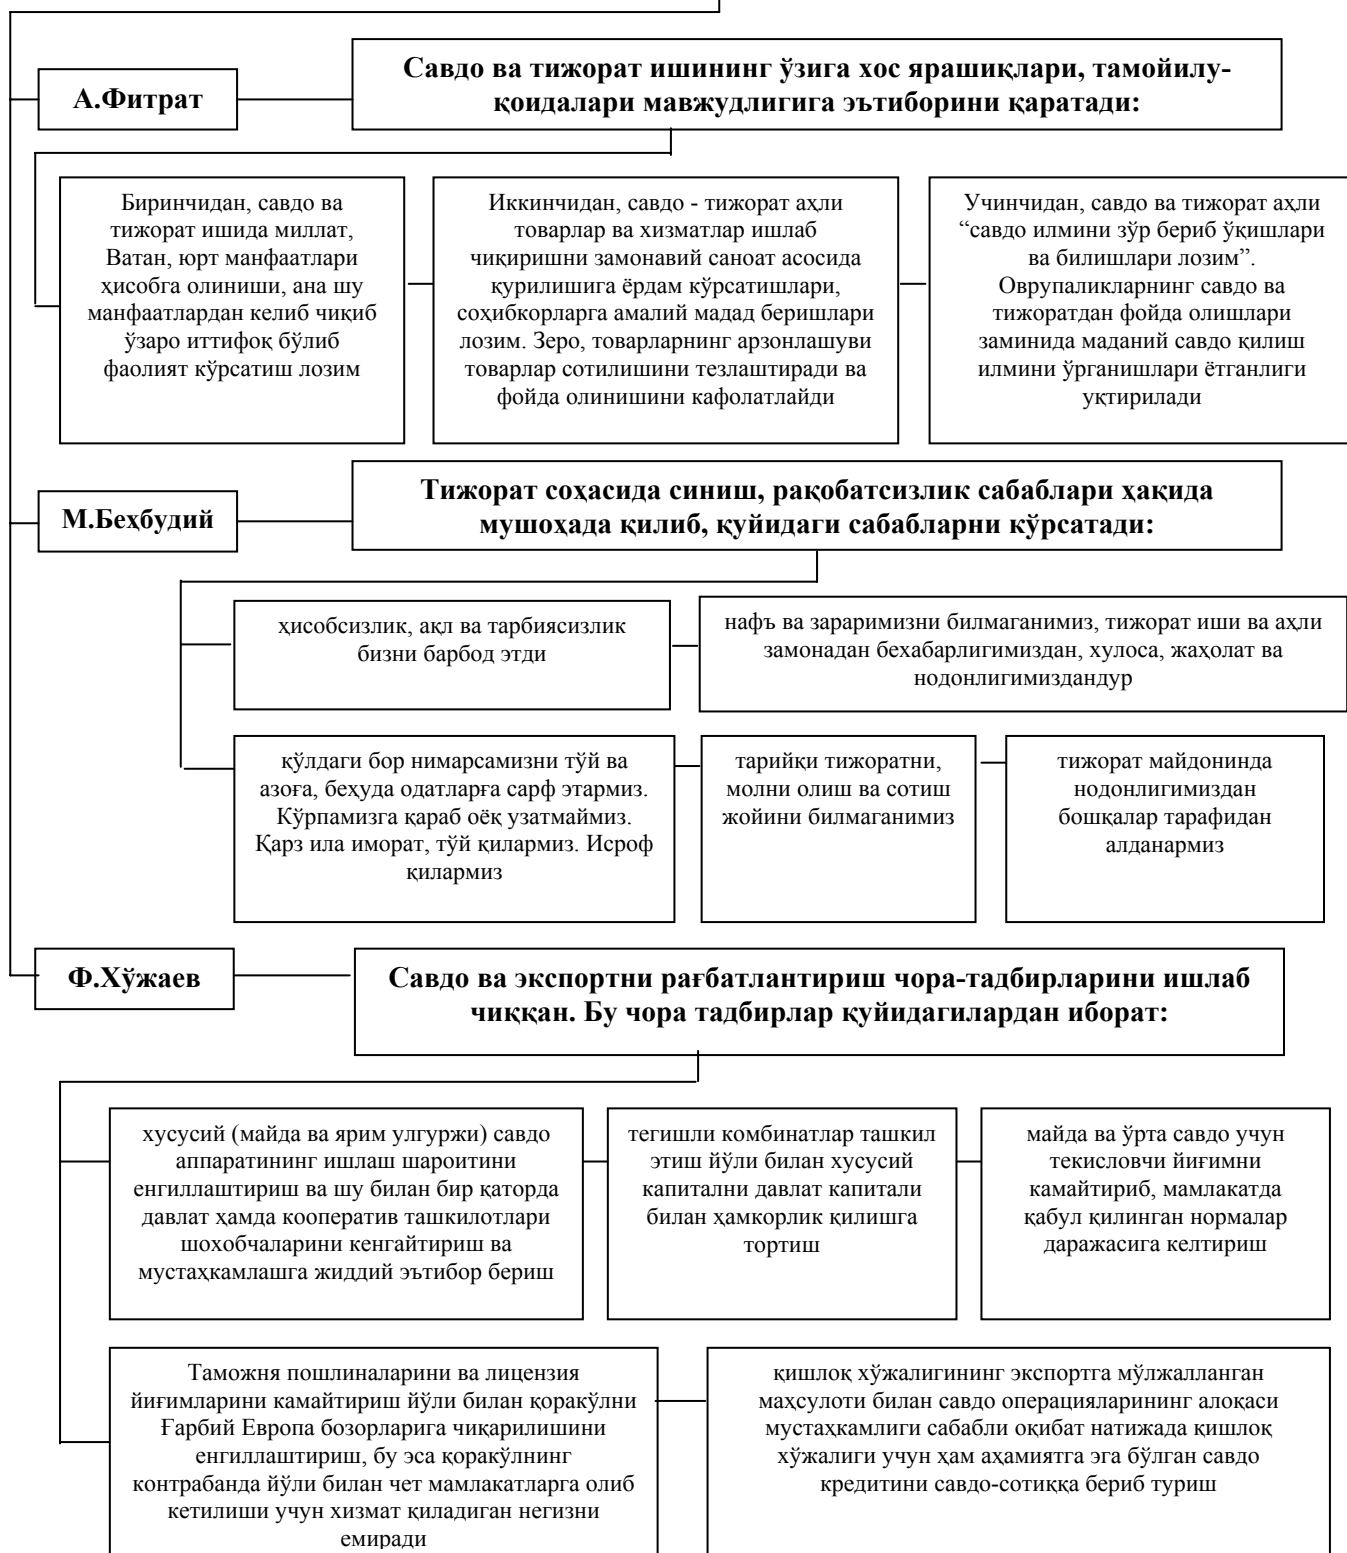 А.Фитрат
Савдо ва тижорат ишининг ўзига хос ярашиқлари, тамойилу-
қоидалари мавжудлигига эътиборини қаратади:
Биринчидан, савдо ва
тижорат ишида миллат,
Ватан, юрт манфаатлари
ҳисобга олиниши, ана шу
манфаатлардан келиб чиқиб
ўзаро иттифоқ бўлиб
фаолият кўрсатиш лозим
Иккинчидан, савдо - тижорат аҳли
товарлар ва хизматлар ишлаб
чиқиришни замонавий саноат асосида
қурилишига ёрдам кўрсатишлари,
соҳибкорларга амалий мадад беришлари
лозим. Зеро, товарларнинг арзонлашуви
товарлар сотилишини тезлаштиради ва
фойда олинишини кафолатлайди
Учинчидан, савдо ва тижорат аҳли
“савдо илмини зўр бериб ўқишлари
ва билишлари лозим”.
Оврупаликларнинг савдо ва
тижоратдан фойда олишлари
заминида маданий савдо қилиш
илмини ўрганишлари ётганлиги
уқтирилади
М.Беҳбудий
Тижорат соҳасида синиш, рақобатсизлик сабаблари ҳақида
мушоҳада қилиб, қуйидаги сабабларни кўрсатади:
ҳисобсизлик, ақл ва тарбиясизлик
бизни барбод этди
нафъ ва зараримизни билмаганимиз, тижорат иши ва аҳли
замонадан бехабарлигимиздан, хулоса, жаҳолат ва
нодонлигимиздандур
қўлдаги бор нимарсамизни тўй ва
азоға, беҳуда одатларға сарф этармиз.
Кўрпамизга қараб оёқ узатмаймиз.
Қарз ила иморат, тўй қилармиз. Исроф
қилармиз
тарийқи тижоратни,
молни олиш ва сотиш
жойини билмаганимиз
тижорат майдонинда
нодонлигимиздан
бошқалар тарафидан
алданармиз
Ф.Хўжаев
Савдо ва экспортни рағбатлантириш чора-тадбирларини ишлаб
чиққан. Бу чора тадбирлар қуйидагилардан иборат:
хусусий (майда ва ярим улгуржи) савдо
аппаратининг ишлаш шароитини
енгиллаштириш ва шу билан бир қаторда
давлат ҳамда кооператив ташкилотлари
шохобчаларини кенгайтириш ва
мустаҳкамлашга жиддий эътибор бериш
тегишли комбинатлар ташкил
этиш йўли билан хусусий
капитални давлат капитали
билан ҳамкорлик қилишга
тортиш
майда ва ўрта савдо учун
текисловчи йиғимни
камайтириб, мамлакатда
қабул қилинган нормалар
даражасига келтириш
Таможня пошлиналарини ва лицензия
йиғимларини камайтириш йўли билан қоракўлни
Ғарбий Европа бозорларига чиқарилишини
енгиллаштириш, бу эса қоракўлнинг
контрабанда йўли билан чет мамлакатларга олиб
кетилиши учун хизмат қиладиган негизни
емиради
қишлоқ хўжалигининг экспортга мўлжалланган
маҳсулоти билан савдо операцияларининг алоқаси
мустаҳкамлиги сабабли оқибат натижада қишлоқ
хўжалиги учун ҳам аҳамиятга эга бўлган савдо
кредитини савдо-сотиққа бериб туриш